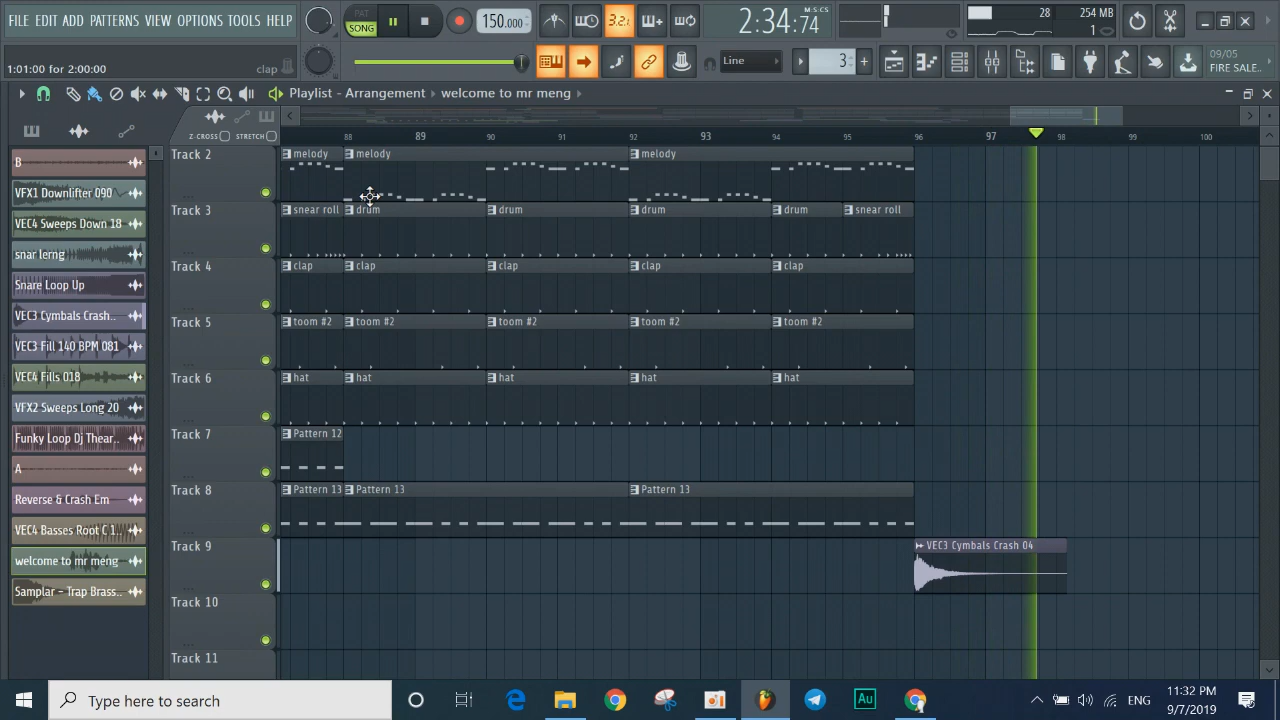 FILE EDIT PATTERNS VIEW OPTIONS TOOLS HELP
PAT
SONG
150.000
3.2.
2:34:74
M:S:CS
28
254 MB
1
1:01:00 for 2:00:00
clap
Line
3
09/05
FIRE SALE...
Playlist - Arrangement
welcome to mr meng
Z-CROSS
STRETCH
88
89
90
91
92
93
94
95
96
97
98
99
100
B
VFX1 Downlifter 090
VEC4 Sweeps Down 18
snar lerng
Snare Loop Up
VEC3 Cymbals Crash..
VEC3 Fill 140 BPM 081
VEC4 Fills 018
VFX2 Sweeps Long 20
Funky Loop Dj Thear..
A
Reverse & Crash Em
VEC4 Basses Root C 1..
welcome to mr meng
Samplar - Trap Brass..
Track 2
melody
melody
melody
Track 3
snear roll
drum
drum
drum
drum
snear roll
Track 4
clap
clap
clap
clap
clap
Track 5
toom #2
toom #2
toom #2
toom #2
toom #2
Track 6
hat
hat
hat
hat
hat
Track 7
Pattern 12
Track 8
Pattern 13
Pattern 13
Pattern 13
Track 9
VEC3 Cymbals Crash 04
Track 10
Track 11
Type here to search
Au
ENG
11:32 PM
9/7/2019